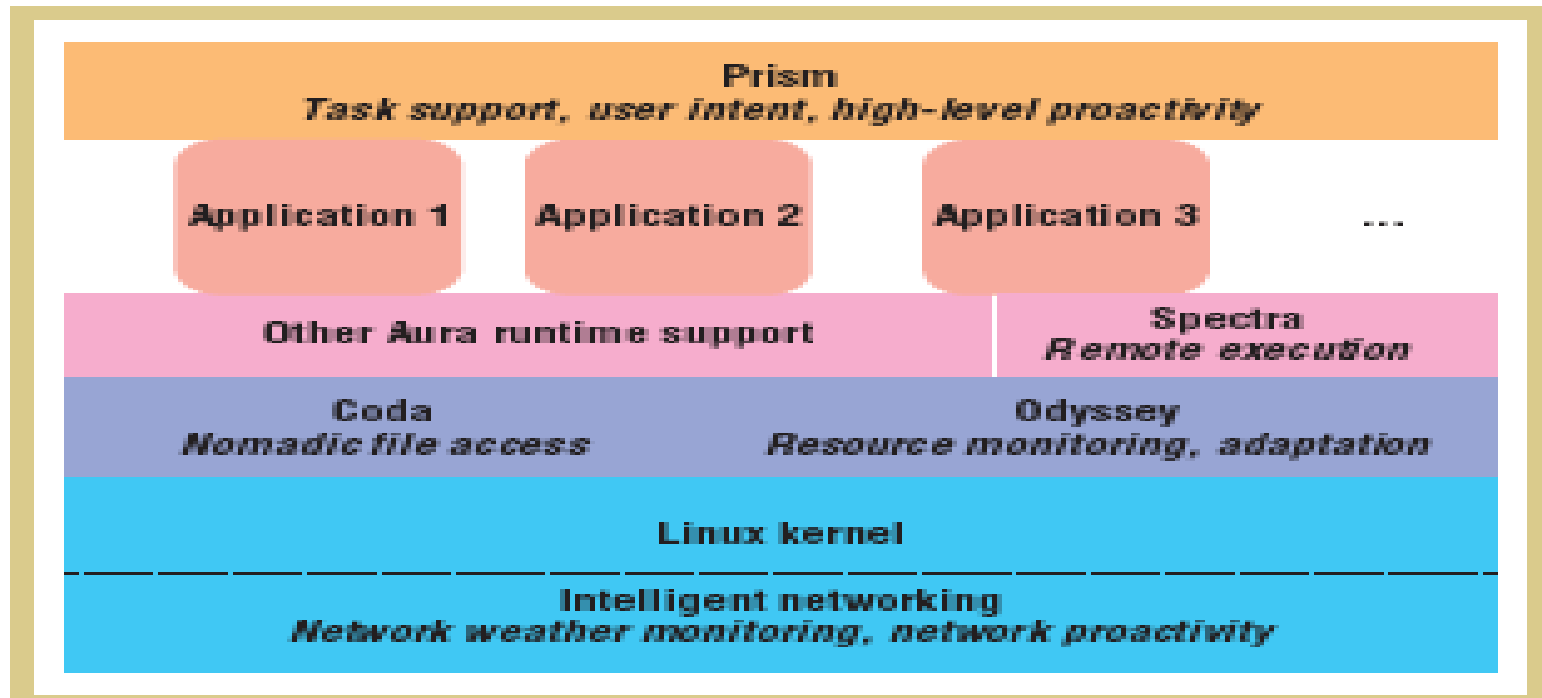 Prism
Task support, user intent, high-level proactivity
Application 1 Application 2 Application 3 ...
Other Aura runtime support
Spectra
Remote execution
Coda
Nomadic file access
Odyssey
Resource monitoring, adaptation
Linux kernel
Intelligent networking
Network weather monitoring, network proactivity